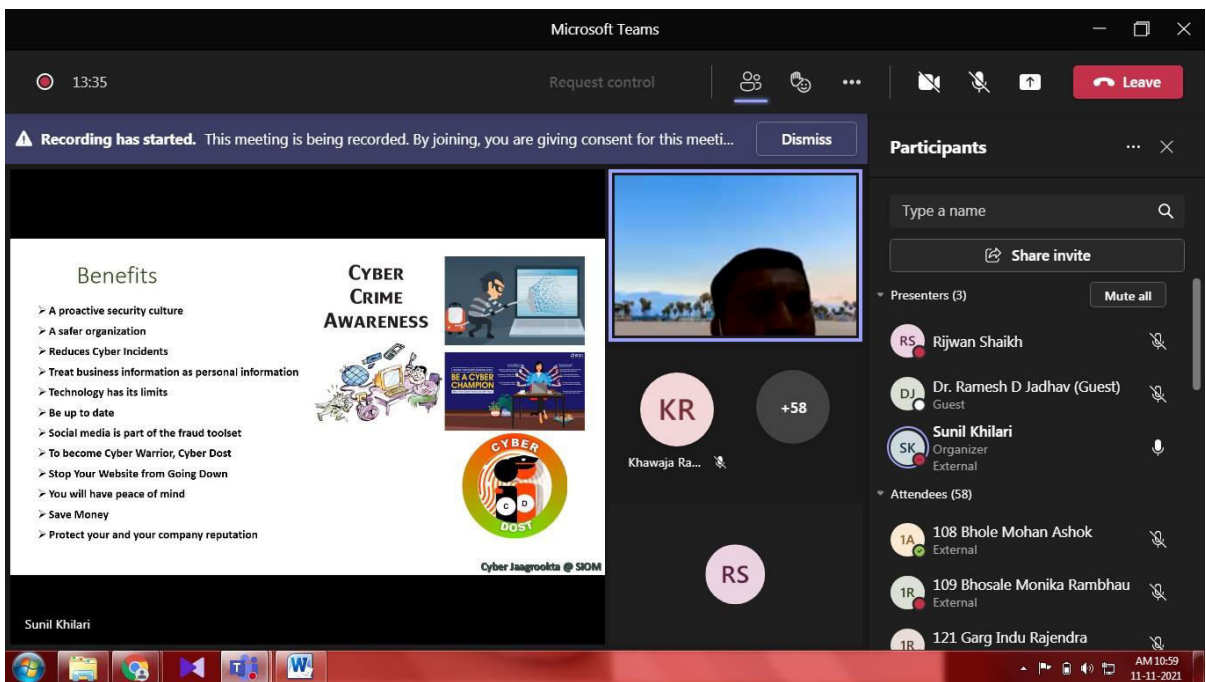 Microsoft Teams
13:35
Request control
Leave
Recording has started. This meeting is being recorded. By joining, you are giving consent for this meeti...
Dismiss
Benefits
➢ A proactive security culture
➢ A safer organization
➢ Reduces Cyber Incidents
➢ Treat business information as personal information
➢ Technology has its limits
➢ Be up to date
➢ Social media is part of the fraud toolset
➢ To become Cyber Warrior, Cyber Dost
➢ Stop Your Website from Going Down
➢ You will have peace of mind
➢ Save Money
➢ Protect your and your company reputation
CYBER
CRIME
AWARENESS
BE A CYBER
CHAMPION
CYBER
C D
DOST
Cyber Jaagrookta @ SIOM
Sunil Khilari
KR
Khawaja Ra...
+58
RS
Participants
Type a name
Share invite
Presenters (3)
Mute all
RS
Rijwan Shaikh
DJ
Dr. Ramesh D Jadhav (Guest)
Guest
SK
Sunil Khilari
Organizer
External
Attendees (58)
1A
108 Bhole Mohan Ashok
External
1R
109 Bhosale Monika Rambhau
External
1R
121 Garg Indu Rajendra
W
AM 10:59
11-11-2021